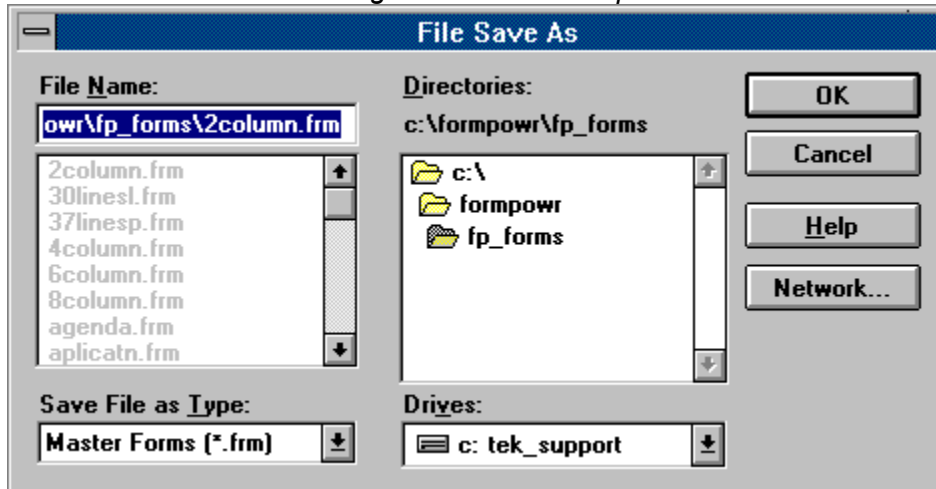 File Save As
File Name:
owr\fp_forms\2column.frm
2column.frm
30linesl.frm
37linesp.frm
4column.frm
6column.frm
8column.frm
agenda.frm
aplicatn.frm
Save File as Type:
Master Forms (*.frm)
Directories:
c:\formpowr\fp_forms
c:\
formpowr
fp_forms
Drives:
c: tek_support
OK
Cancel
Help
Network...